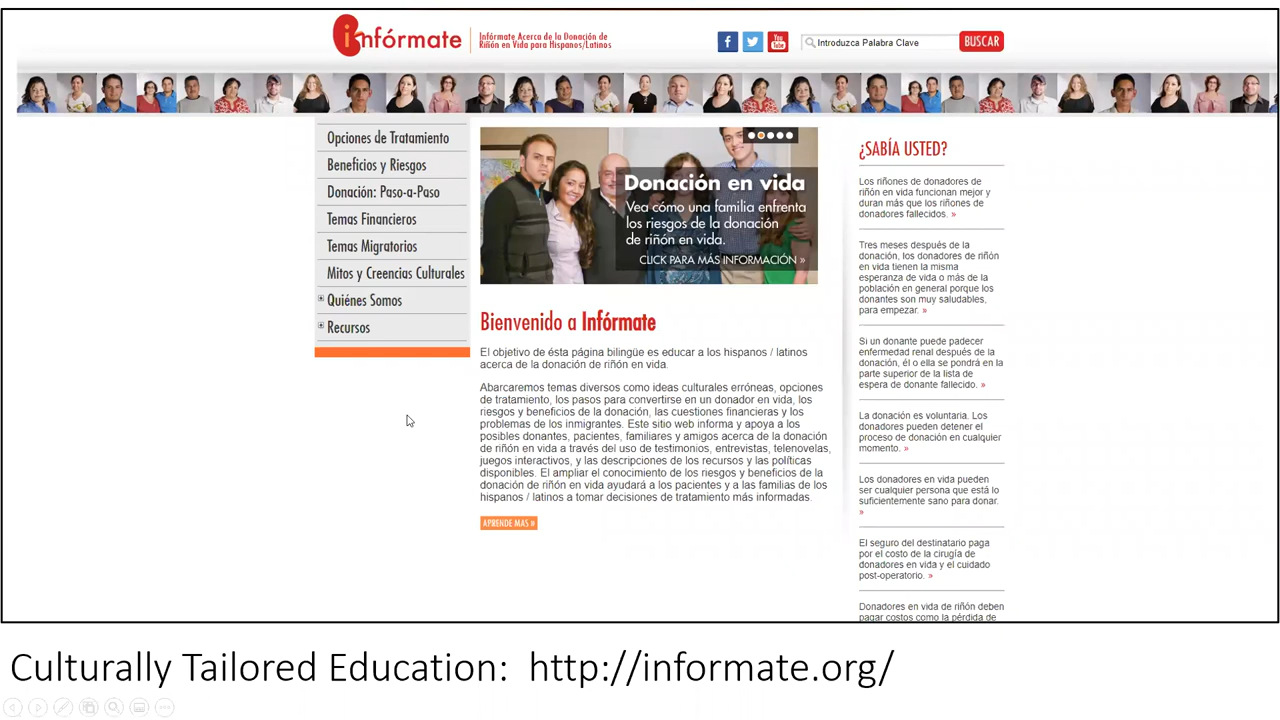 infórmate
Infórmate Acerca de la Donación de
Riñón en Vida para Hispanos/Latinos
f
You
Tube
Introduzca Palabra Clave
BUSCAR
Opciones de Tratamiento
Beneficios y Riesgos
Donación: Paso-a-Paso
Temas Financieros
Temas Migratorios
Mitos y Creencias Culturales
Quiénes Somos
Recursos
Donación en vida
Vea cómo una familia enfrenta
los riesgos de la donación
de riñón en vida.
CLICK PARA MÁS INFORMACIÓN »
Bienvenido a Infórmate
El objetivo de ésta página bilingüe es educar a los hispanos / latinos
acerca de la donación de riñón en vida.
Abarcaremos temas diversos como ideas culturales erróneas, opciones
de tratamiento, los pasos para convertirse en un donador en vida, los
riesgos y beneficios de la donación, las cuestiones financieras y los
problemas de los inmigrantes. Este sitio web informa y apoya a los
posibles donantes, pacientes, familiares y amigos acerca de la donación
de riñón en vida a través del uso de testimonios, entrevistas, telenovelas,
juegos interactivos, y las descripciones de los recursos y las políticas
disponibles. El ampliar el conocimiento de los riesgos y beneficios de la
donación de riñón en vida ayudará a los pacientes y a las familias de los
hispanos / latinos a tomar decisiones de tratamiento más informadas.
APRENDE MAS »
¿SABÍA USTED?
Los riñones de donadores de
riñón en vida funcionan mejor y
duran más que los riñones de
donadores fallecidos. »
Tres meses después de la
donación, los donadores de riñón
en vida tienen la misma
esperanza de vida o más de la
población en general porque los
donantes son muy saludables,
para empezar. »
Si un donante puede padecer
enfermedad renal después de la
donación, él o ella se pondrá en la
parte superior de la lista de
espera de donante fallecido. »
La donación es voluntaria. Los
donadores pueden detener el
proceso de donación en cualquier
momento. »
Los donadores en vida pueden
ser cualquier persona que está lo
suficientemente sano para donar.
»
El seguro del destinatario paga
por el costo de la cirugía de
donadores en vida y el cuidado
post-operatorio. »
Donadores en vida de riñón deben
pagar costos como la pérdida de
Culturally Tailored Education: http://informate.org/